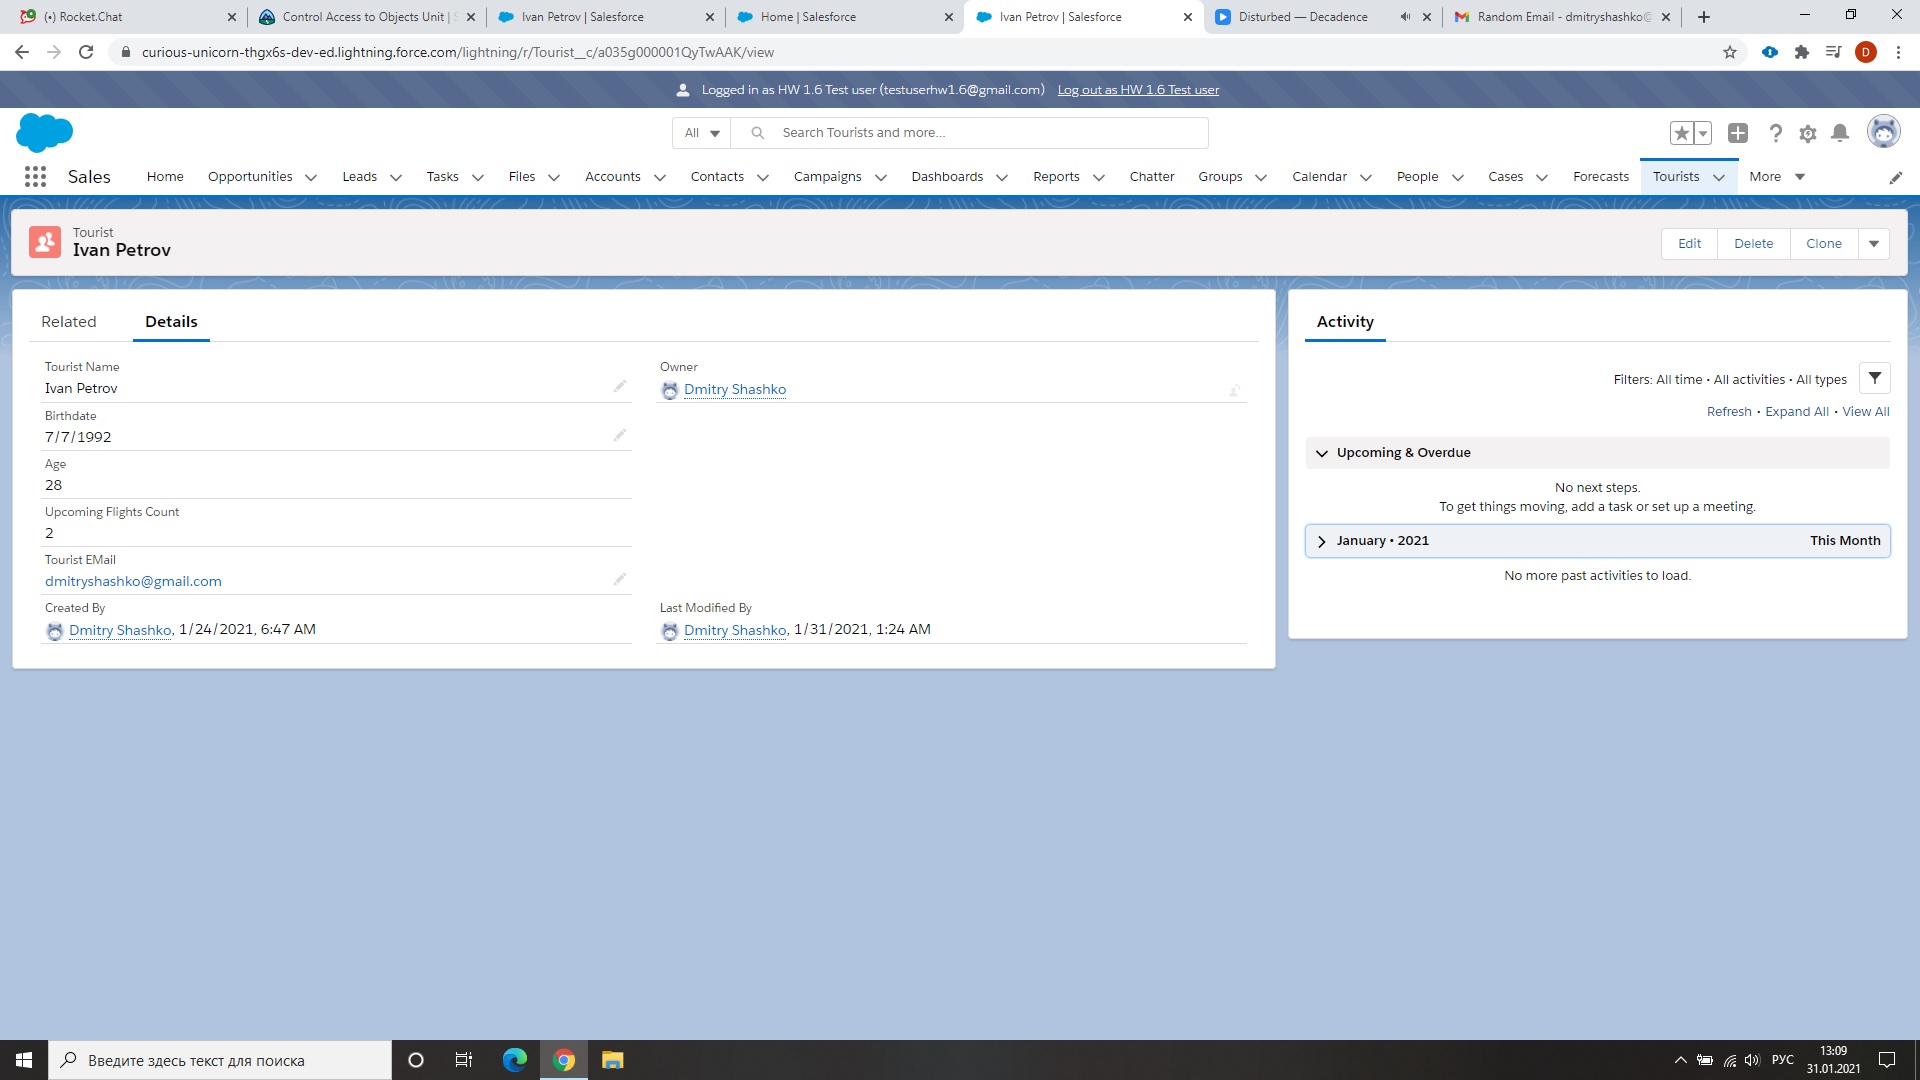 (•) Rocket.Chat
Control Access to Objects Unit | S
Ivan Petrov | Salesforce
Home | Salesforce
Ivan Petrov | Salesforce
Disturbed — Decadence
Random Email - dmitryshashko@
curious-unicorn-thgx6s-dev-ed.lightning.force.com/lightning/r/Tourist__c/a035g000001QyTwAAK/view
D
Logged in as HW 1.6 Test user (testuserhw1.6@gmail.com) Log out as HW 1.6 Test user
All Search Tourists and more...
Sales Home Opportunities Leads Tasks Files Accounts Contacts Campaigns Dashboards Reports Chatter Groups Calendar People Cases Forecasts Tourists More
Tourist
Ivan Petrov
Edit Delete Clone
Related Details
Tourist Name
Ivan Petrov
Owner
Dmitry Shashko
Birthdate
7/7/1992
Age
28
Upcoming Flights Count
2
Tourist EMail
dmitryshashko@gmail.com
Created By
Dmitry Shashko, 1/24/2021, 6:47 AM
Last Modified By
Dmitry Shashko, 1/31/2021, 1:24 AM
Activity
Filters: All time • All activities • All types
Refresh • Expand All • View All
Upcoming & Overdue
No next steps.
To get things moving, add a task or set up a meeting.
January • 2021 This Month
No more past activities to load.
Введите здесь текст для поиска
РУС
13:09
31.01.2021